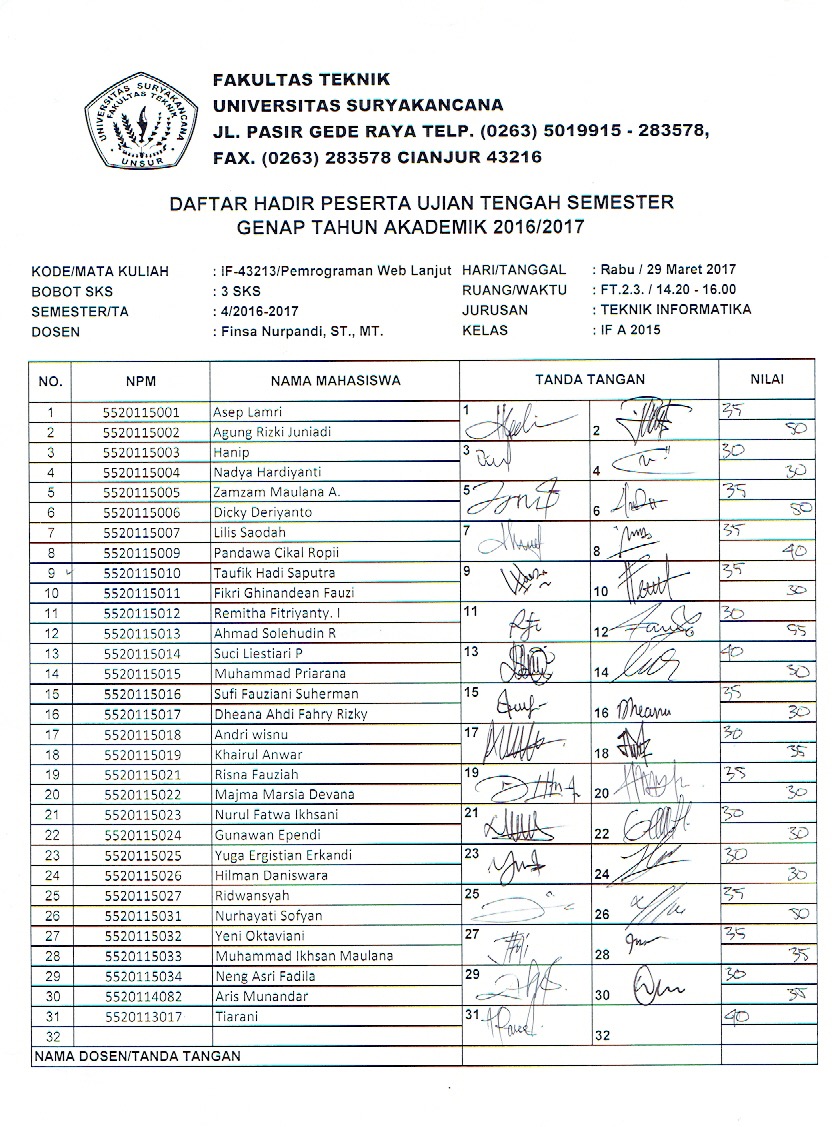 UNIVERSITAS SURYAKANCANA
FAKULTAS TEKNIK
UNSUR
FAKULTAS TEKNIK
UNIVERSITAS SURYAKANCANA
JL. PASIR GEDE RAYA TELP. (0263) 5019915 - 283578,
FAX. (0263) 283578 CIANJUR 43216
DAFTAR HADIR PESERTA UJIAN TENGAH SEMESTER
GENAP TAHUN AKADEMIK 2016/2017
KODE/MATA KULIAH : IF-43213/Pemrograman Web Lanjut HARI/TANGGAL : Rabu / 29 Maret 2017
BOBOT SKS : 3 SKS RUANG/WAKTU : FT.2.3. / 14.20 - 16.00
SEMESTER/TA : 4/2016-2017 JURUSAN : TEKNIK INFORMATIKA
DOSEN : Finsa Nurpandi, ST., MT. KELAS : IF A 2015
NO. NPM NAMA MAHASISWA TANDA TANGAN NILAI
1 5520115001 Asep Lamri 1 35
2 5520115002 Agung Rizki Juniadi 2
3 5520115003 Hanip 3 30
4 5520115004 Nadya Hardiyanti 4 30
5 5520115005 Zamzam Maulana A. 5 35
6 5520115006 Dicky Deriyanto 6
7 5520115007 Lilis Saodah 7 35
8 5520115009 Pandawa Cikal Ropii 8 40
9 5520115010 Taufik Hadi Saputra 9 35
10 5520115011 Fikri Ghinandean Fauzi 10 30
11 5520115012 Remitha Fitriyanty. I 11 30
12 5520115013 Ahmad Solehudin R 12
13 5520115014 Suci Liestiari P 13 40
14 5520115015 Muhammad Priarana 14
15 5520115016 Sufi Fauziani Suherman 15 35
16 5520115017 Dheana Ahdi Fahry Rizky 16 Dheana 30
17 5520115018 Andri wisnu 17 30
18 5520115019 Khairul Anwar 18 35
19 5520115021 Risna Fauziah 19 35
20 5520115022 Majma Marsia Devana 20 30
21 5520115023 Nurul Fatwa Ikhsani 21 30
22 5520115024 Gunawan Ependi 22 30
23 5520115025 Yuga Ergistian Erkandi 23 30
24 5520115026 Hilman Daniswara 24 30
25 5520115027 Ridwansyah 25 35
26 5520115031 Nurhayati Sofyan 26
27 5520115032 Yeni Oktaviani 27 35
28 5520115033 Muhammad Ikhsan Maulana 28 35
29 5520115034 Neng Asri Fadila 29 30
30 5520114082 Aris Munandar 30 35
31 5520113017 Tiarani 31 40
32 32
NAMA DOSEN/TANDA TANGAN